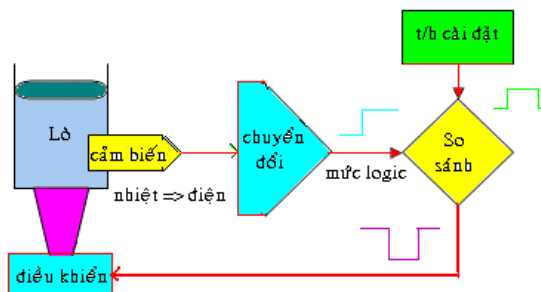 t/h cài đặt
Lò
cảm biến
chuyển
đổi
So
sánh
mức logic
nhiệt => điện
điều khiển